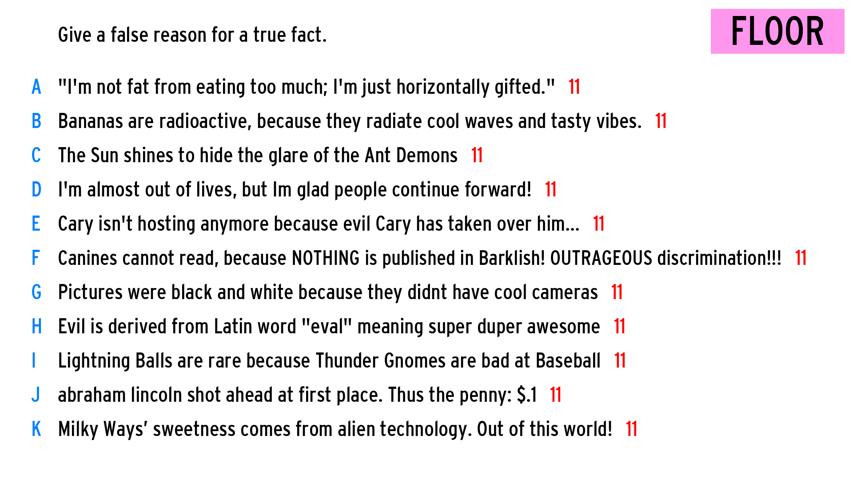 Give a false reason for a true fact.
FLOOR
A "I'm not fat from eating too much; I'm just horizontally gifted." 11
B Bananas are radioactive, because they radiate cool waves and tasty vibes. 11
C The Sun shines to hide the glare of the Ant Demons 11
D I'm almost out of lives, but Im glad people continue forward! 11
E Cary isn't hosting anymore because evil Cary has taken over him... 11
F Canines cannot read, because NOTHING is published in Barklish! OUTRAGEOUS discrimination!!! 11
G Pictures were black and white because they didnt have cool cameras 11
H Evil is derived from Latin word "eval" meaning super duper awesome 11
I Lightning Balls are rare because Thunder Gnomes are bad at Baseball 11
J abraham lincoln shot ahead at first place. Thus the penny: $.1 11
K Milky Ways’ sweetness comes from alien technology. Out of this world! 11